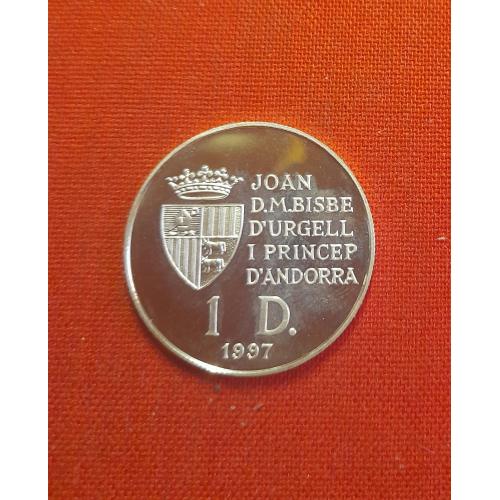 JOAN
D.M.BISBE
D'URGELL
I PRINCEP
D'ANDORRA
1 D.
1997